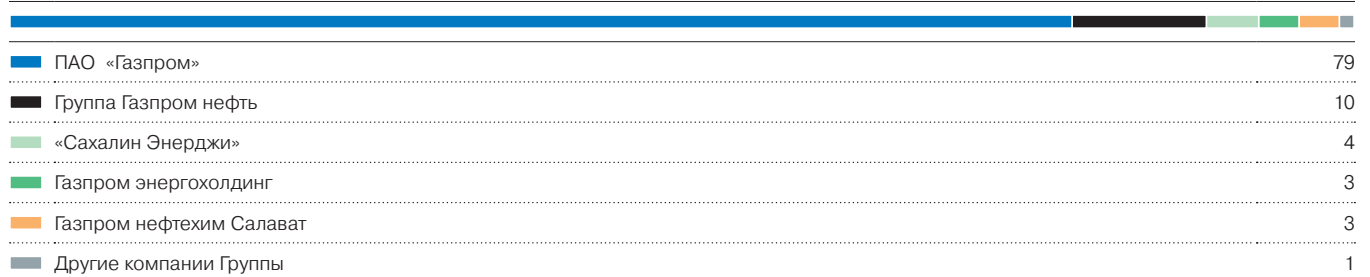 ПАО «Газпром» 79
Группа Газпром нефть 10
«Сахалин Энерджи» 4
Газпром энергохолдинг 3
Газпром нефтехим Салават 3
Другие компании Группы 1